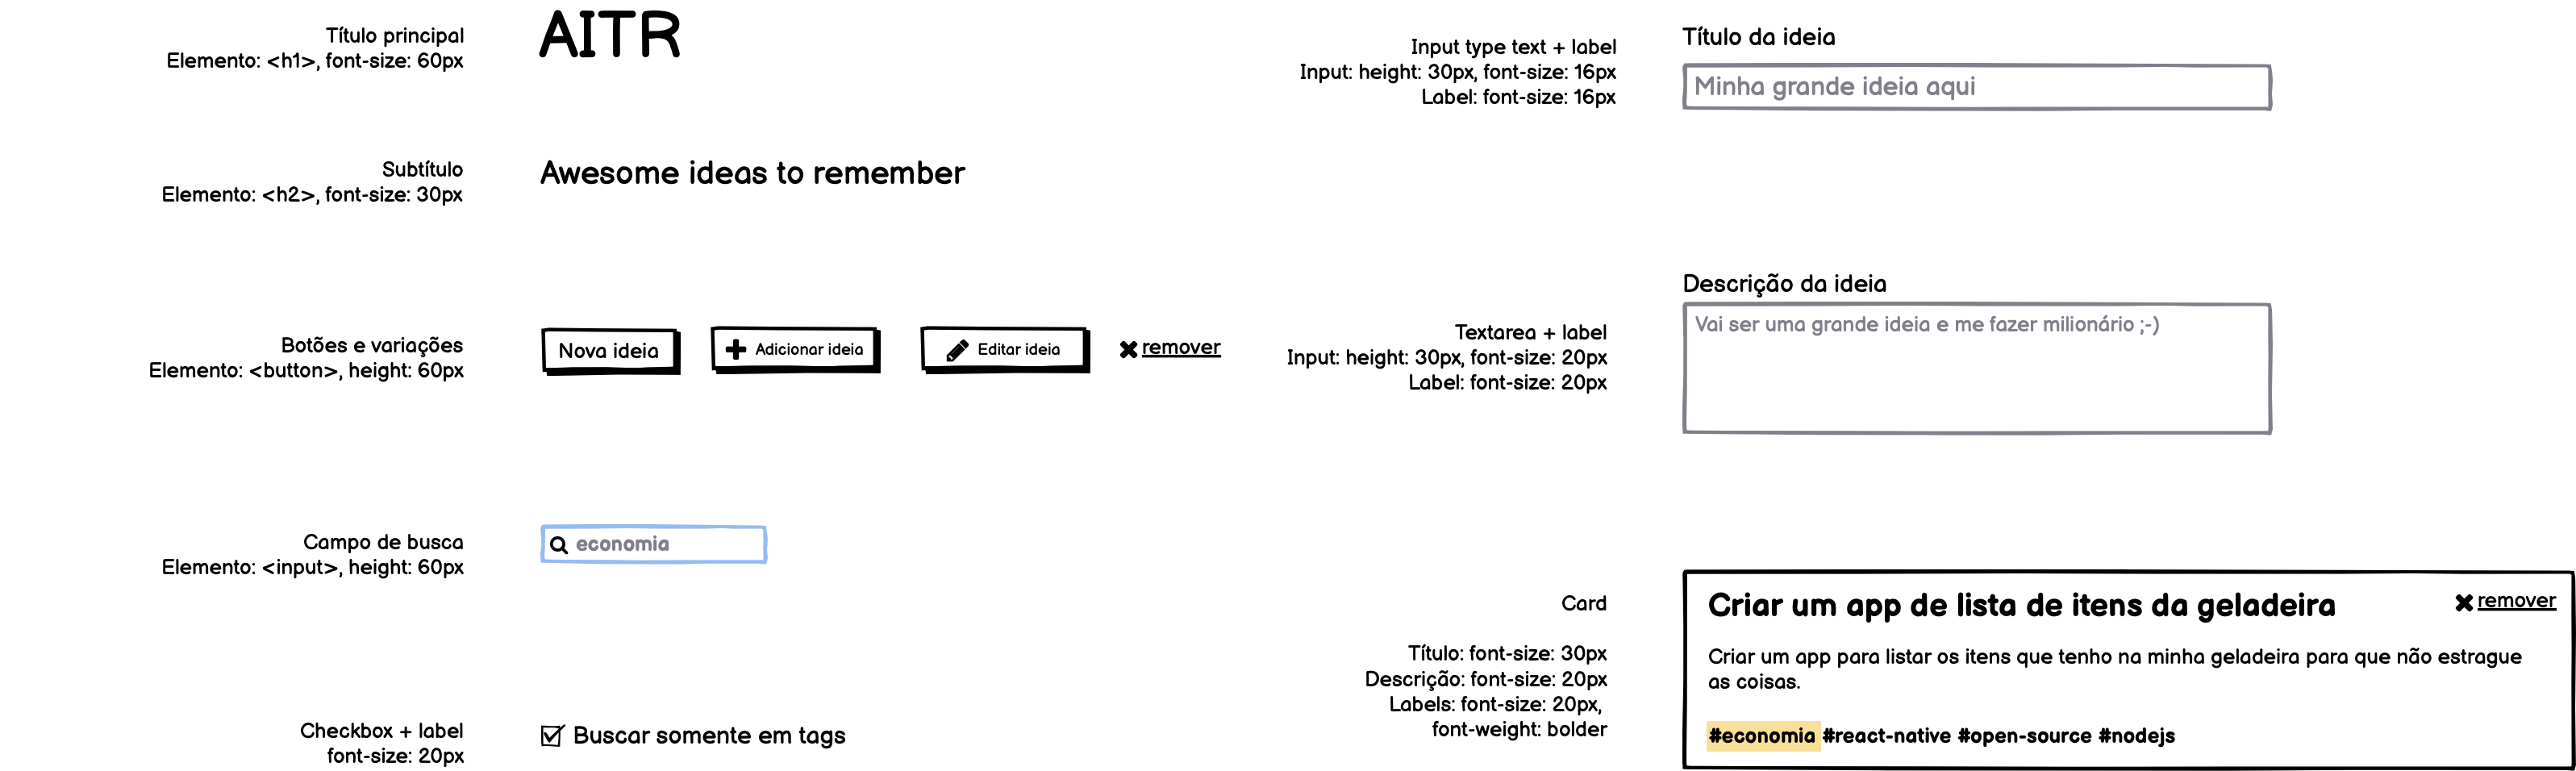 Título principal
Elemento: <h1>, font-size: 60px
AITR
Subtítulo
Elemento: <h2>, font-size: 30px
Awesome ideas to remember
Botões e variações
Elemento: <button>, height: 60px
Nova ideia
Adicionar ideia
Editar ideia
remover
Campo de busca
Elemento: <input>, height: 60px
economia
Checkbox + label
font-size: 20px
Buscar somente em tags
Input type text + label
Input: height: 30px, font-size: 16px
Label: font-size: 16px
Título da ideia
Minha grande ideia aqui
Textarea + label
Input: height: 30px, font-size: 20px
Label: font-size: 20px
Descrição da ideia
Vai ser uma grande ideia e me fazer milionário ;-)
Card
Título: font-size: 30px
Descrição: font-size: 20px
Labels: font-size: 20px,
font-weight: bolder
Criar um app de lista de itens da geladeira
remover
Criar um app para listar os itens que tenho na minha geladeira para que não estrague
as coisas.
#economia #react-native #open-source #nodejs